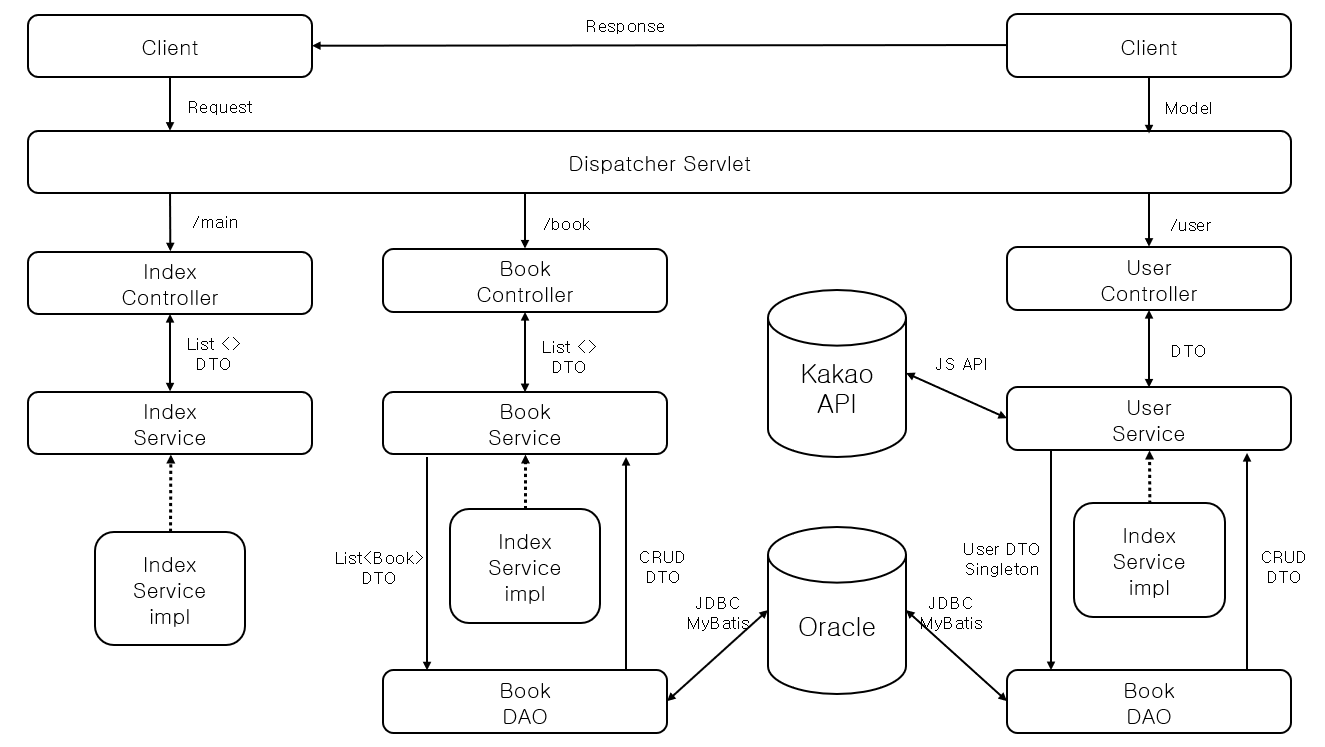 Response
Client
Client
Request
Model
Dispatcher Servlet
/main
/book
/user
Index
Controller
Book
Controller
User
Controller
List <>
DTO
List <>
DTO
DTO
Kakao
API
JS API
Index
Service
Book
Service
User
Service
Index
Service
impl
List<Book>
DTO
Index
Service
impl
CRUD
DTO
JDBC
MyBatis
Oracle
JDBC
MyBatis
User DTO
Singleton
Index
Service
impl
CRUD
DTO
Book
DAO
Book
DAO